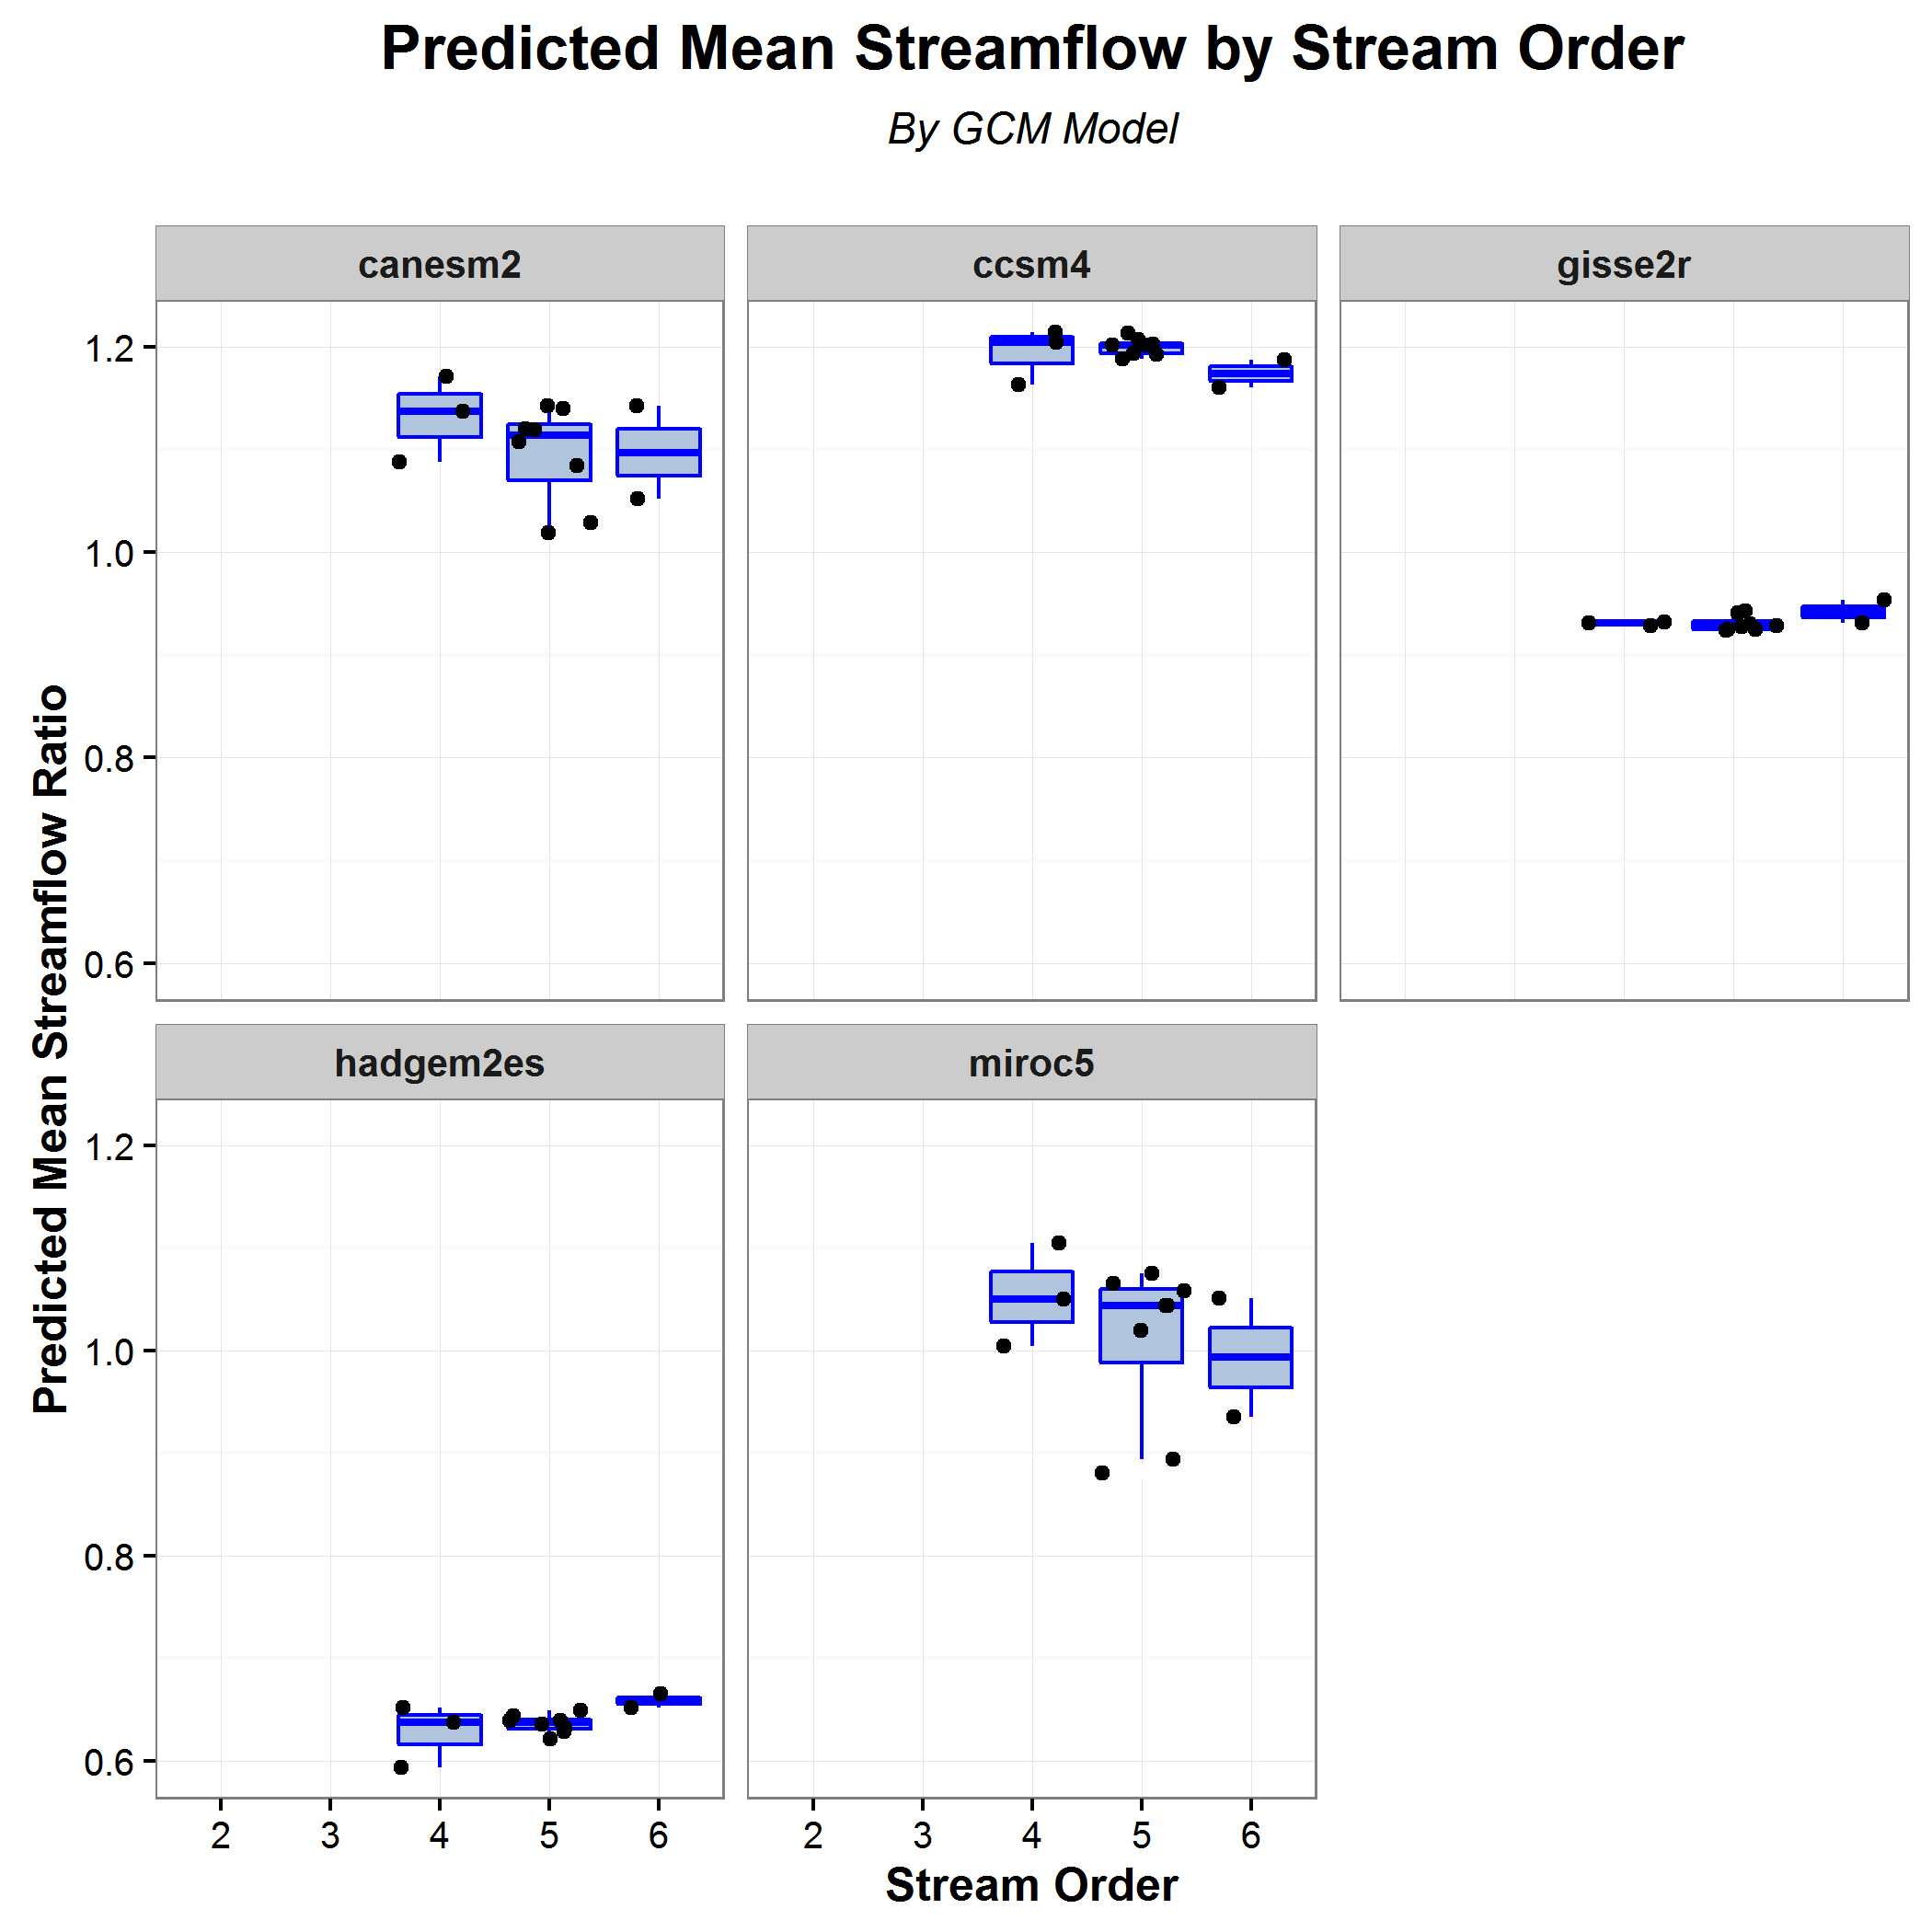 Predicted Mean Streamflow by Stream Order
By GCM Model
canesm2
ccsm4
gisse2r
1.2
1.0
0.8
0.6
Predicted Mean Streamflow Ratio
hadgem2es
miroc5
1.2
1.0
0.8
0.6
2 3 4 5 6
2 3 4 5 6
Stream Order